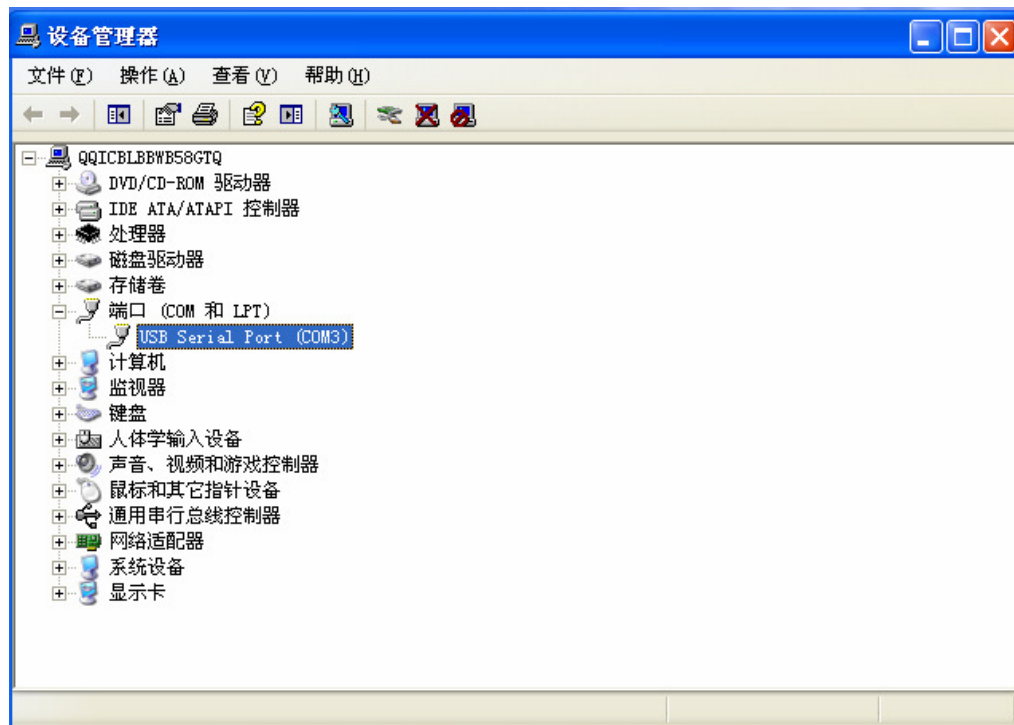 设备管理器
文件(F) 操作(A) 查看(V) 帮助(H)
QQICBLBBWB58GTQ
DVD/CD-ROM 驱动器
IDE ATA/ATAPI 控制器
处理器
磁盘驱动器
存储卷
端口 (COM 和 LPT)
USB Serial Port (COM3)
计算机
监视器
键盘
人体学输入设备
声音、视频和游戏控制器
鼠标和其它指针设备
通用串行总线控制器
网络适配器
系统设备
显示卡